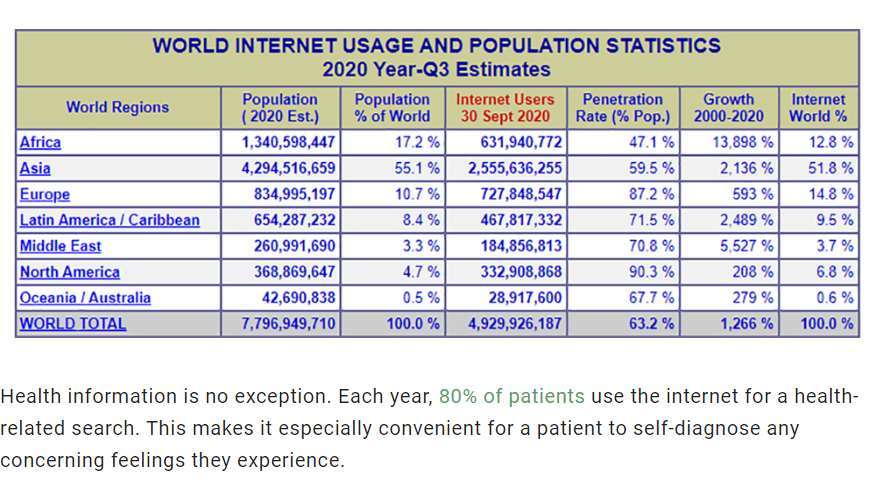 WORLD INTERNET USAGE AND POPULATION STATISTICS
2020 Year-Q3 Estimates
World Regions Population ( 2020 Est.) Population % of World Internet Users 30 Sept 2020 Penetration Rate (% Pop.) Growth 2000-2020 Internet World %
Africa 1,340,598,447 17.2 % 631,940,772 47.1 % 13,898 % 12.8 %
Asia 4,294,516,659 55.1 % 2,555,636,255 59.5 % 2,136 % 51.8 %
Europe 834,995,197 10.7 % 727,848,547 87.2 % 593 % 14.8 %
Latin America / Caribbean 654,287,232 8.4 % 467,817,332 71.5 % 2,489 % 9.5 %
Middle East 260,991,690 3.3 % 184,856,813 70.8 % 5,527 % 3.7 %
North America 368,869,647 4.7 % 332,908,868 90.3 % 208 % 6.8 %
Oceania / Australia 42,690,838 0.5 % 28,917,600 67.7 % 279 % 0.6 %
WORLD TOTAL 7,796,949,710 100.0 % 4,929,926,187 63.2 % 1,266 % 100.0 %
Health information is no exception. Each year, 80% of patients use the internet for a health-
related search. This makes it especially convenient for a patient to self-diagnose any
concerning feelings they experience.